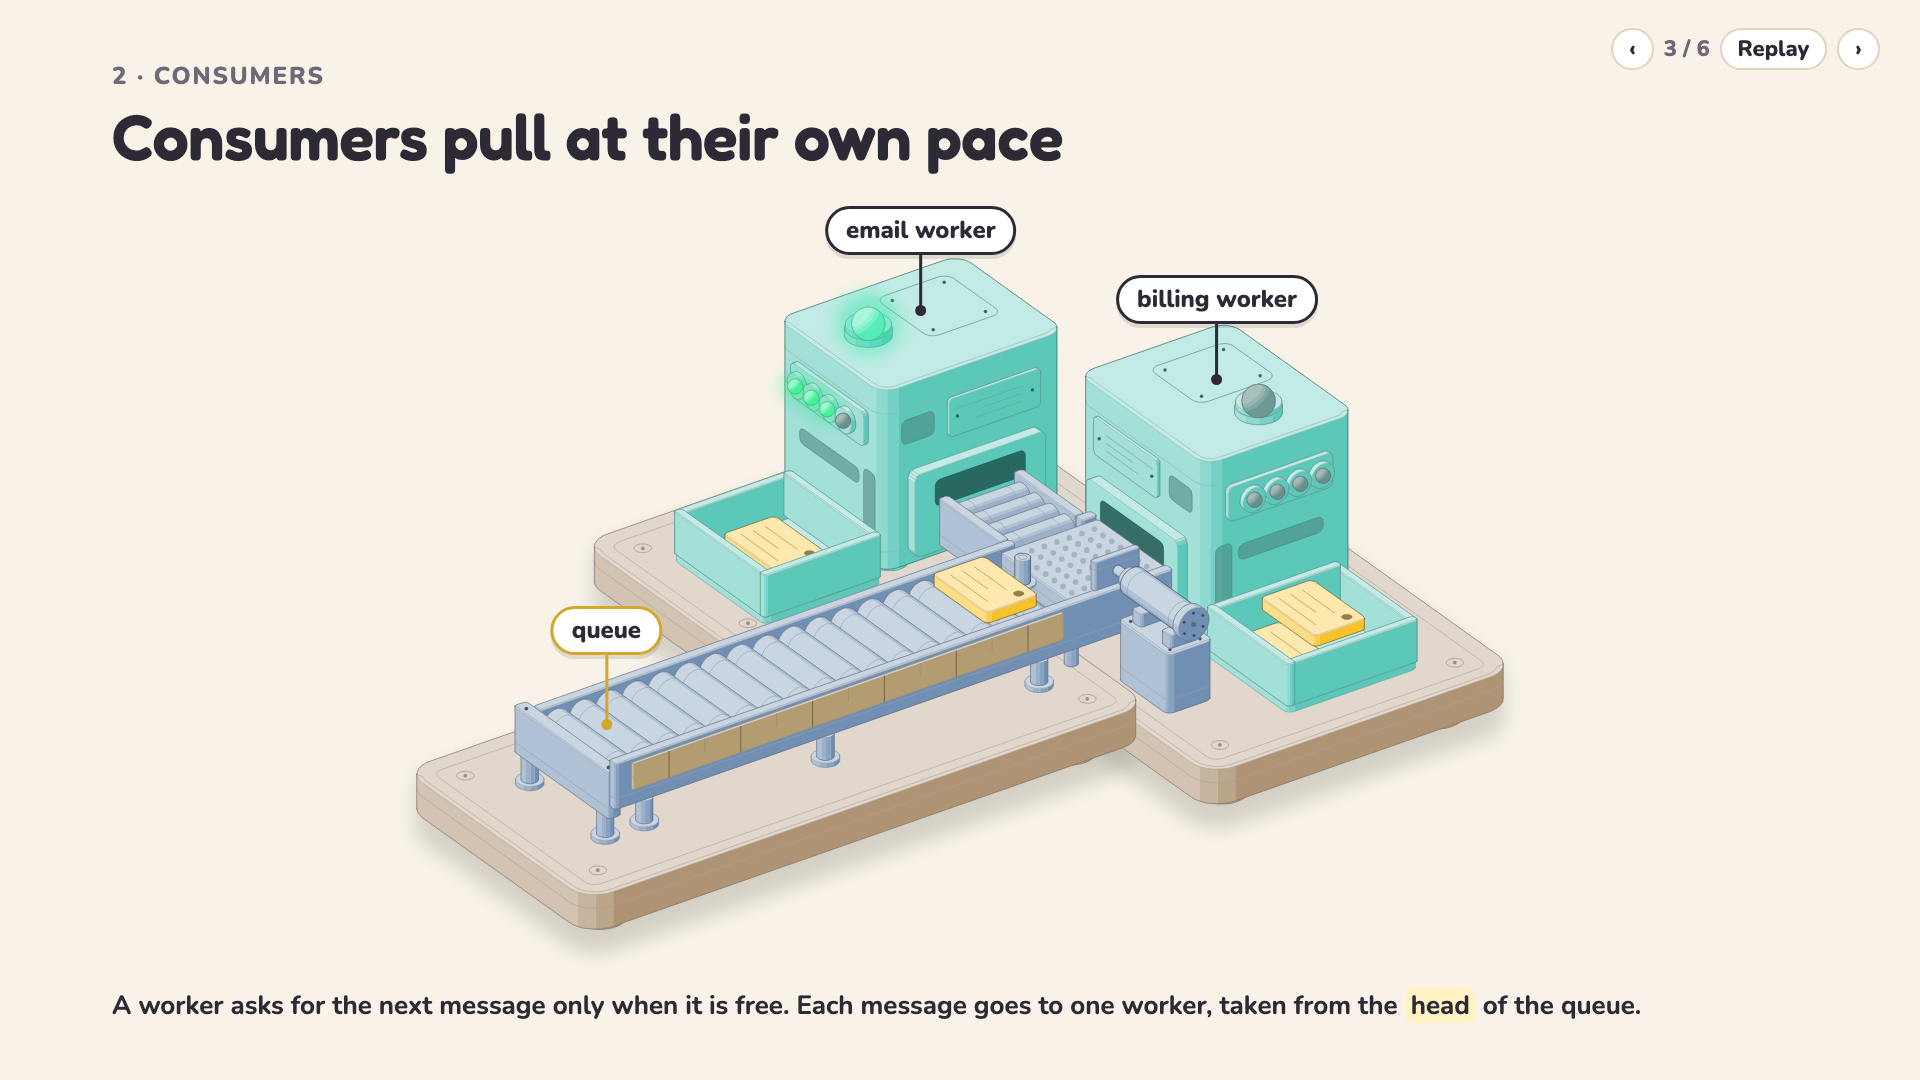 2 · CONSUMERS
‹ 3 / 6 Replay ›
Consumers pull at their own pace
email worker
billing worker
queue
A worker asks for the next message only when it is free. Each message goes to one worker, taken from the head of the queue.